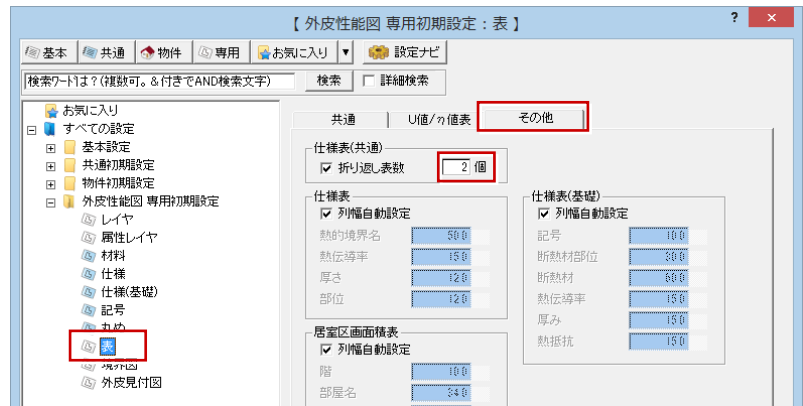 【 外皮性能図 専用初期設定：表 】
? x
基本 共通 物件 専用 お気に入り ▼ 設定ナビ
検索ワードは？(複数可。＆付きでAND検索文字) 検索 詳細検索
お気に入り
すべての設定
基本設定
共通初期設定
物件初期設定
外皮性能図 専用初期設定
レイヤ
属性レイヤ
材料
仕様
仕様(基礎)
記号
丸め
表
境界図
外皮見付図
共通 U値/η値表 その他
仕様表(共通)
折り返し表数 2 個
仕様表
列幅自動設定
熱的境界名 500
熱伝導率 150
厚さ 120
部位 120
居室区画面積表
列幅自動設定
階 100
部屋名 340
仕様表(基礎)
列幅自動設定
記号 100
断熱材部位 300
断熱材 500
熱伝導率 150
厚み 150
熱抵抗 150